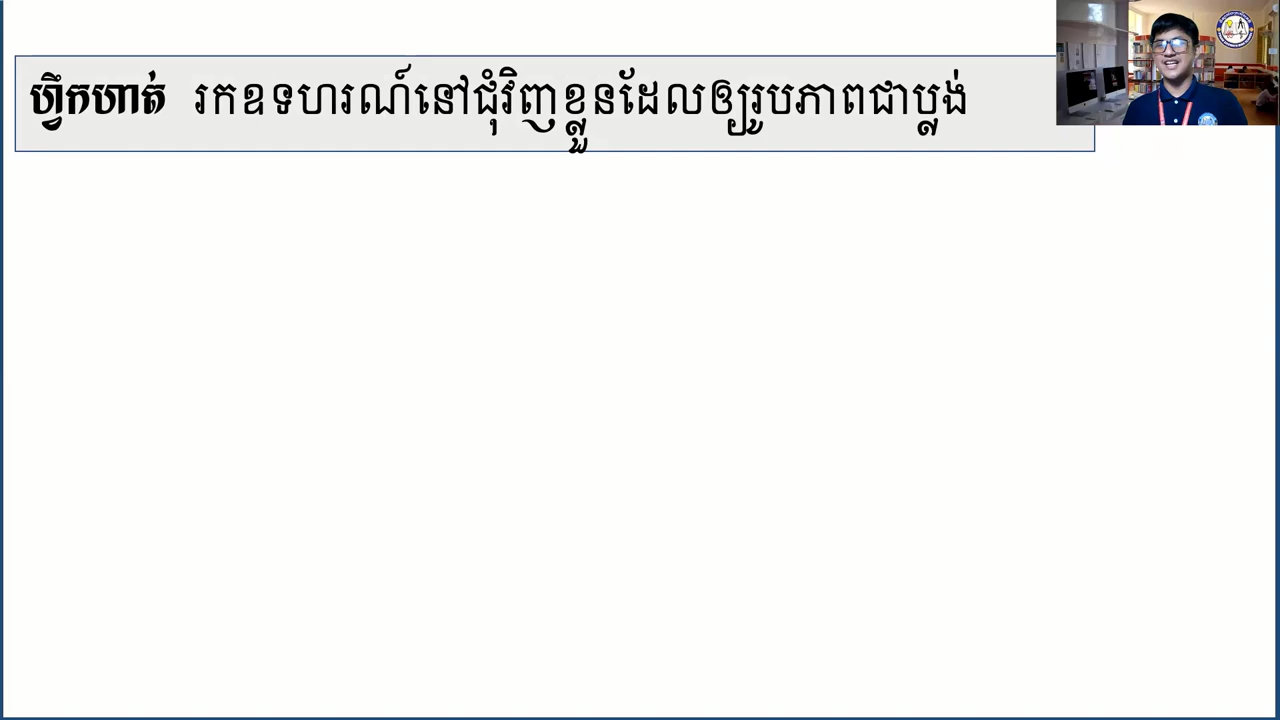 ហ្វឹកហាត់ រកឧទហរណ៍នៅជុំវិញខ្លួនដែលឲ្យរូបភាពជាប្លង់